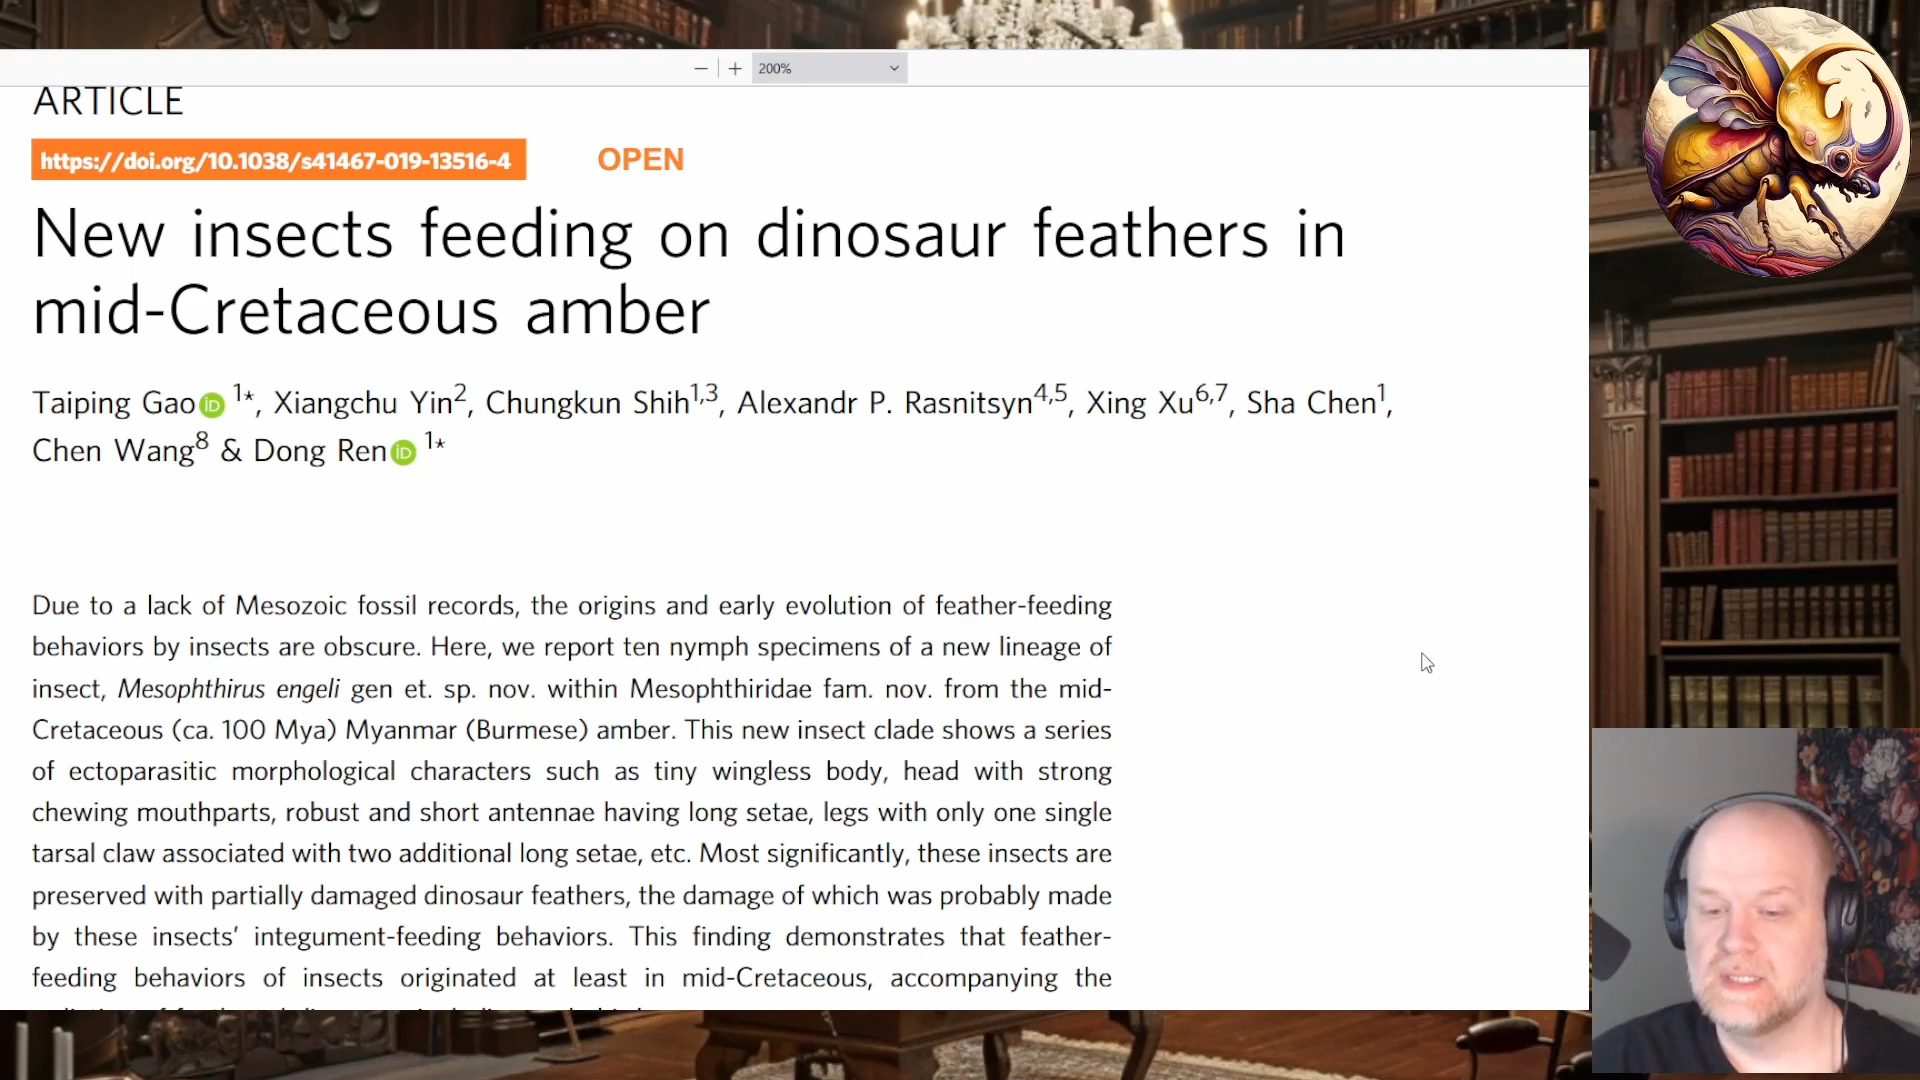 200%
ARTICLE
https://doi.org/10.1038/s41467-019-13516-4 OPEN
New insects feeding on dinosaur feathers in
mid-Cretaceous amber
Taiping Gao iD 1*, Xiangchu Yin2, Chungkun Shih1,3, Alexandr P. Rasnitsyn4,5, Xing Xu6,7, Sha Chen1,
Chen Wang8 & Dong Ren iD 1*
Due to a lack of Mesozoic fossil records, the origins and early evolution of feather-feeding
behaviors by insects are obscure. Here, we report ten nymph specimens of a new lineage of
insect, Mesophthirus engeli gen et. sp. nov. within Mesophthiridae fam. nov. from the mid-
Cretaceous (ca. 100 Mya) Myanmar (Burmese) amber. This new insect clade shows a series
of ectoparasitic morphological characters such as tiny wingless body, head with strong
chewing mouthparts, robust and short antennae having long setae, legs with only one single
tarsal claw associated with two additional long setae, etc. Most significantly, these insects are
preserved with partially damaged dinosaur feathers, the damage of which was probably made
by these insects' integument-feeding behaviors. This finding demonstrates that feather-
feeding behaviors of insects originated at least in mid-Cretaceous, accompanying the